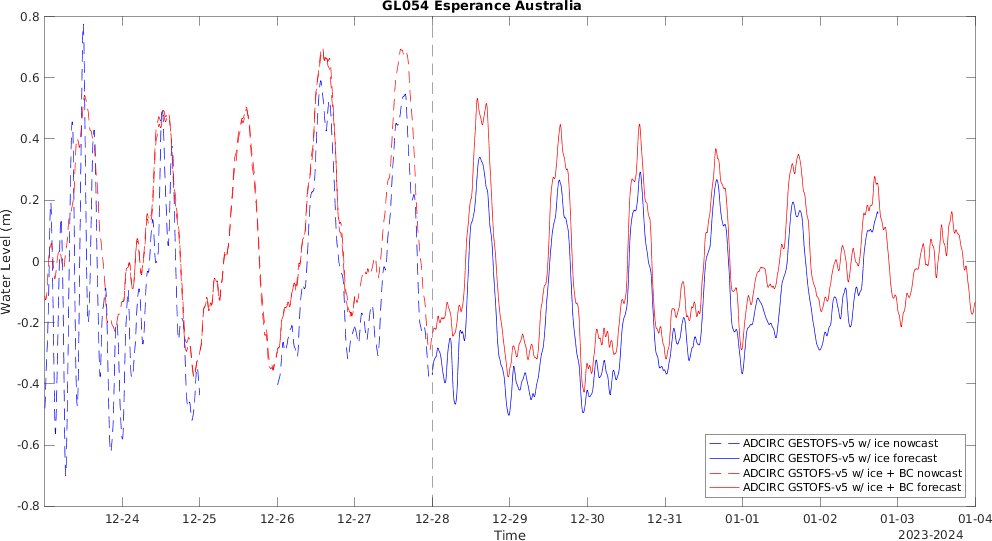 GL054 Esperance Australia
Water Level (m)
0.8
0.6
0.4
0.2
0
-0.2
-0.4
-0.6
-0.8
12-24 12-25 12-26 12-27 12-28 12-29 12-30 12-31 01-01 01-02 01-03 01-04
Time
2023-2024
ADCIRC GESTOFS-v5 w/ ice nowcast
ADCIRC GESTOFS-v5 w/ ice forecast
ADCIRC GSTOFS-v5 w/ ice + BC nowcast
ADCIRC GSTOFS-v5 w/ ice + BC forecast